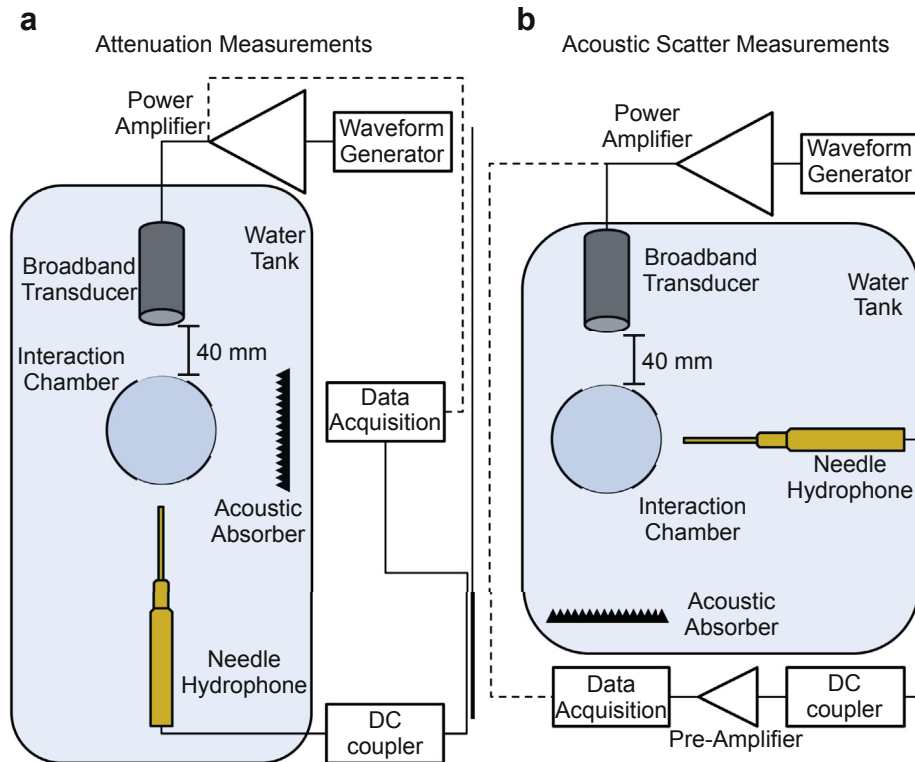 a
Attenuation Measurements
Power
Amplifier
Waveform
Generator
Water
Tank
Broadband
Transducer
40 mm
Interaction
Chamber
Data
Acquisition
Acoustic
Absorber
Needle
Hydrophone
DC
coupler
b
Acoustic Scatter Measurements
Power
Amplifier
Waveform
Generator
Broadband
Transducer
Water
Tank
40 mm
Needle
Hydrophone
Interaction
Chamber
Acoustic
Absorber
Data
Acquisition
Pre-Amplifier
DC
coupler